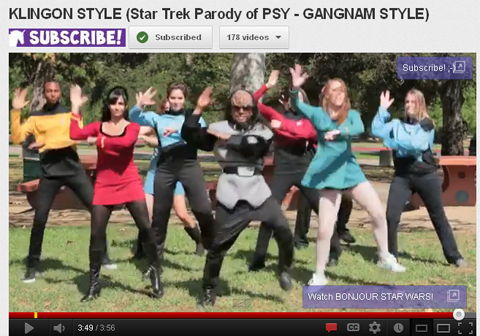 KLINGON STYLE (Star Trek Parody of PSY - GANGNAM STYLE)
SUBSCRIBE! Subscribed 178 videos
Subscribe! ;-)
Watch BONJOUR STAR WARS!
3:49 / 3:56